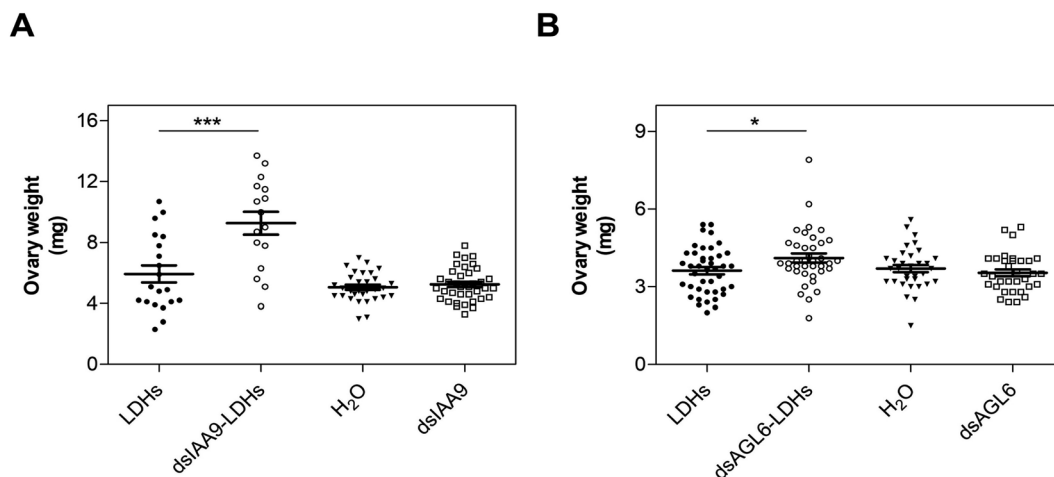 A
B
Ovary weight
(mg)
16
12
8
4
0
***
LDHs
dsIAA9-LDHs
H₂O
dsIAA9
Ovary weight
(mg)
9
6
3
0
*
LDHs
dsAGL6-LDHs
H₂O
dsAGL6